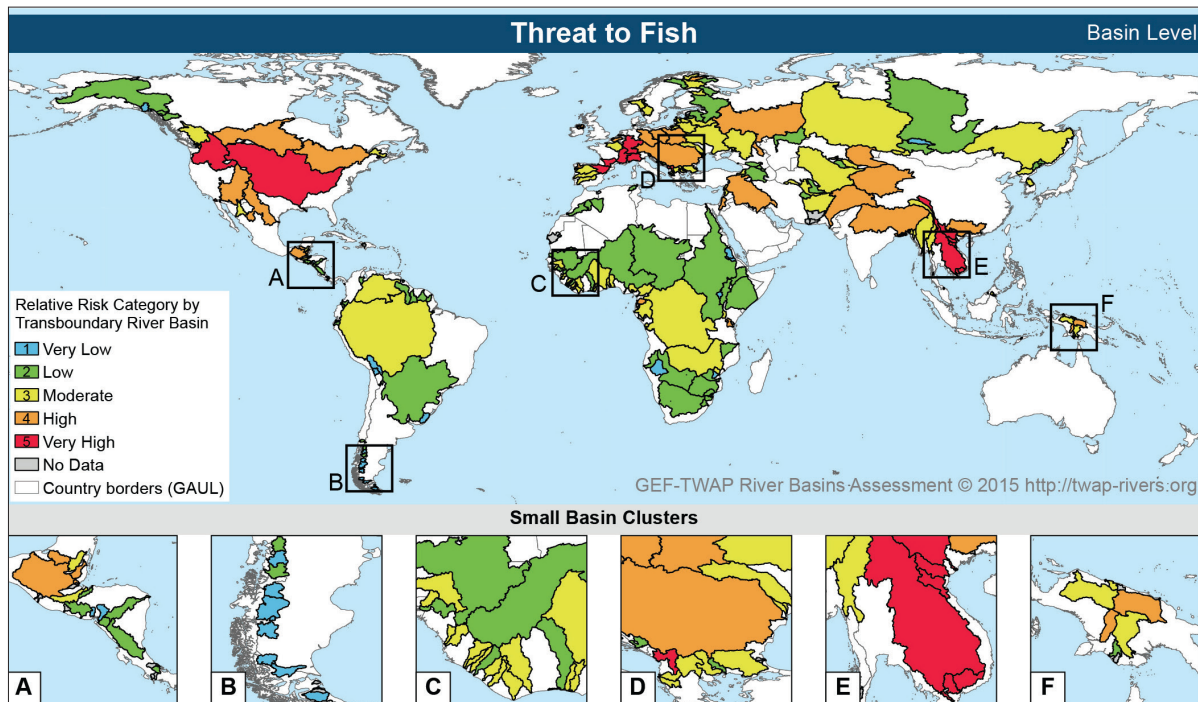 Threat to Fish
Basin Level
A
B
C
D
E
F
Relative Risk Category by
Transboundary River Basin
1 Very Low
2 Low
3 Moderate
4 High
5 Very High
No Data
Country borders (GAUL)
GEF-TWAP River Basins Assessment © 2015 http://twap-rivers.org
Small Basin Clusters
A
B
C
D
E
F